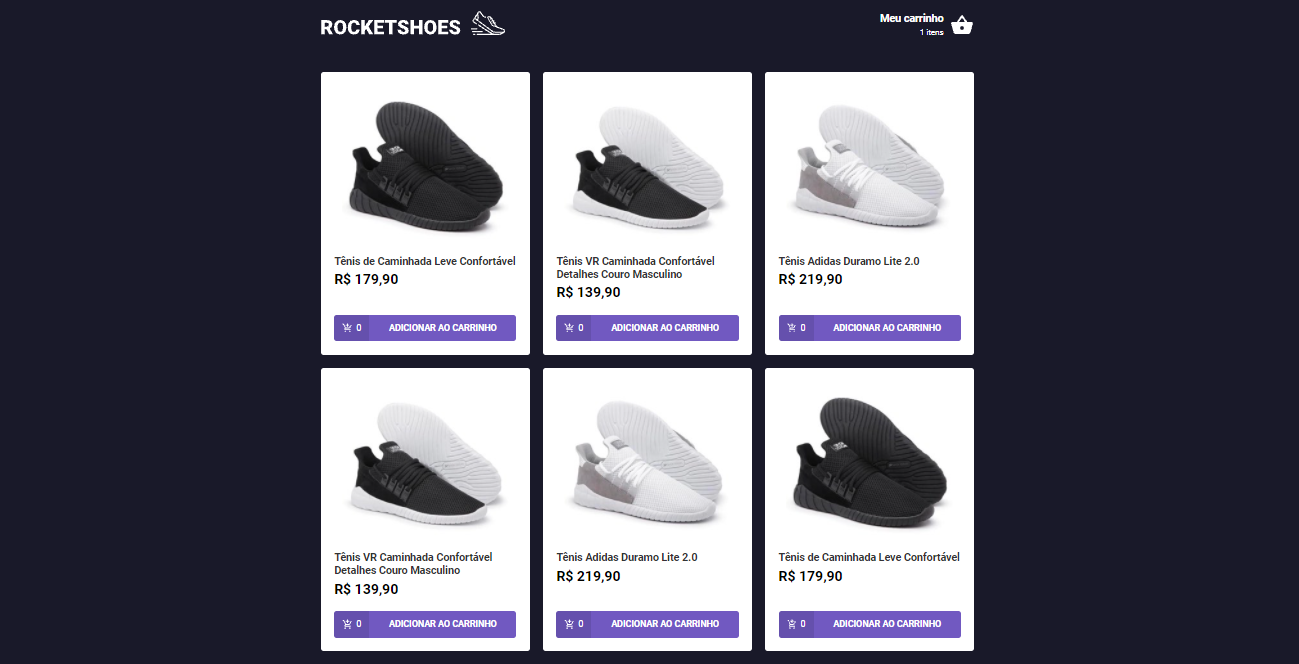 ROCKETSHOES
Meu carrinho
1 itens
Tênis de Caminhada Leve Confortável
R$ 179,90
0 ADICIONAR AO CARRINHO
Tênis VR Caminhada Confortável
Detalhes Couro Masculino
R$ 139,90
0 ADICIONAR AO CARRINHO
Tênis Adidas Duramo Lite 2.0
R$ 219,90
0 ADICIONAR AO CARRINHO
Tênis VR Caminhada Confortável
Detalhes Couro Masculino
R$ 139,90
0 ADICIONAR AO CARRINHO
Tênis Adidas Duramo Lite 2.0
R$ 219,90
0 ADICIONAR AO CARRINHO
Tênis de Caminhada Leve Confortável
R$ 179,90
0 ADICIONAR AO CARRINHO